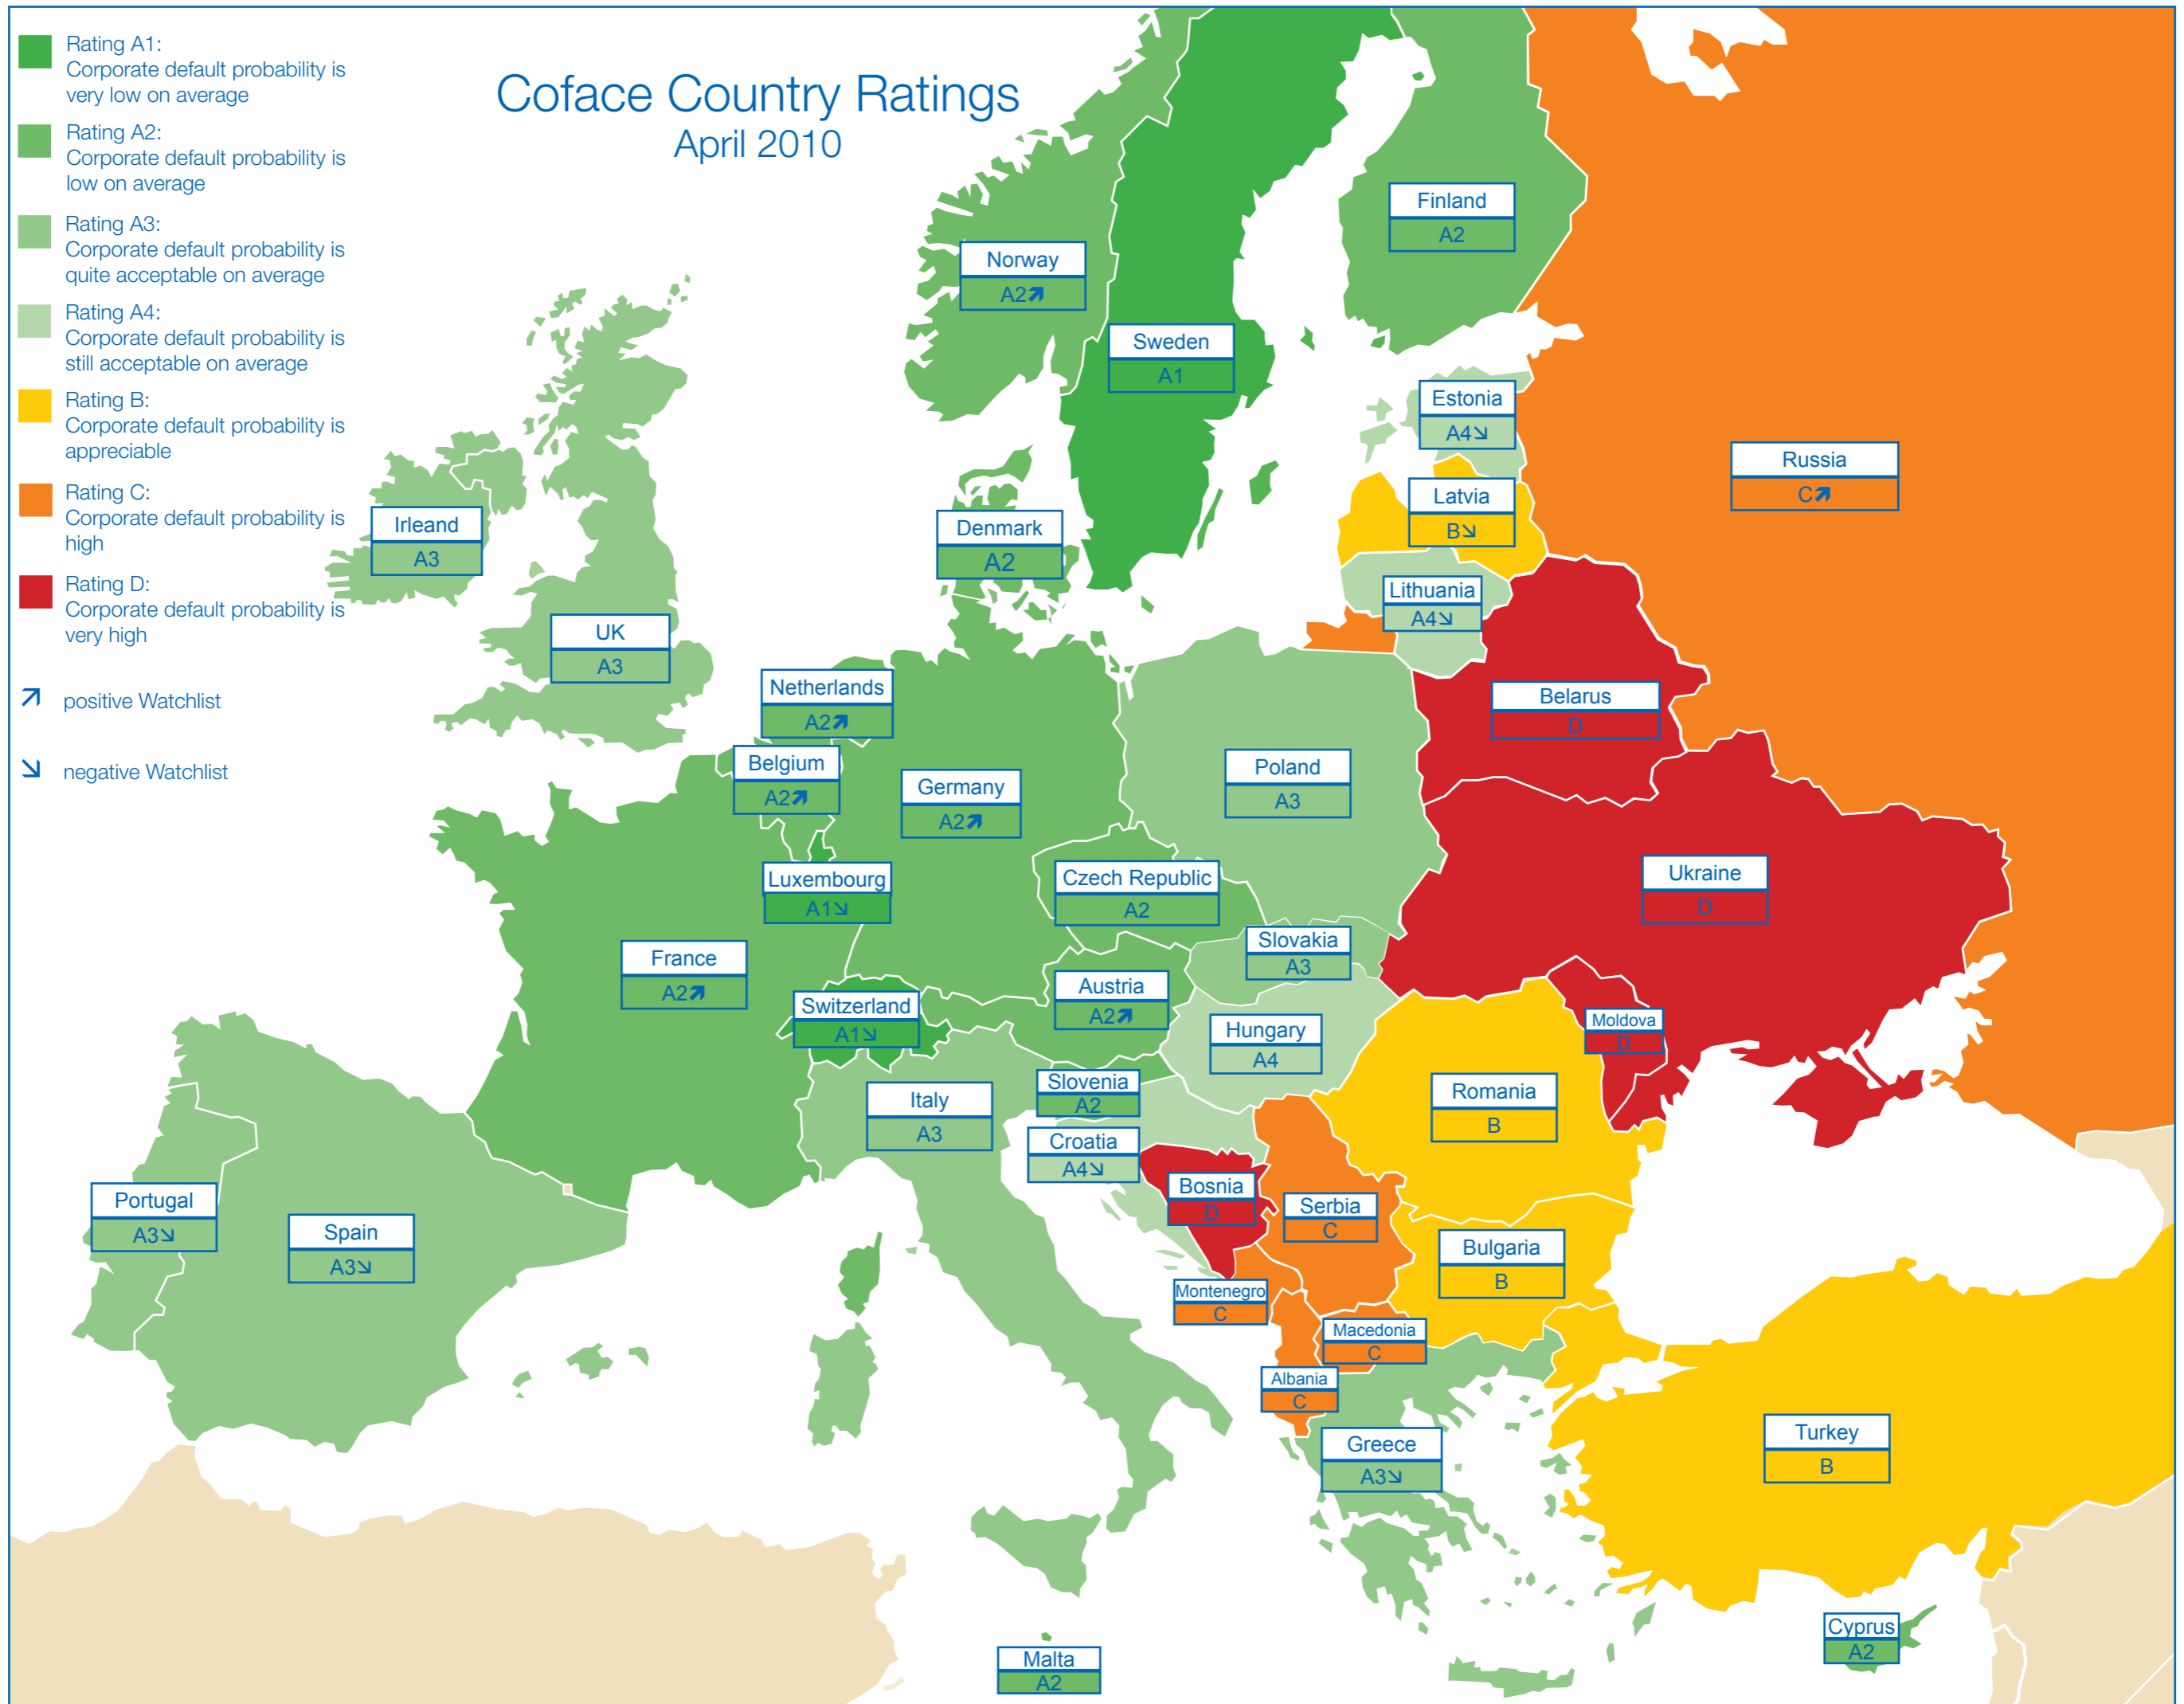 Coface Country Ratings
April 2010
Rating A1:
Corporate default probability is
very low on average
Rating A2:
Corporate default probability is
low on average
Rating A3:
Corporate default probability is
quite acceptable on average
Rating A4:
Corporate default probability is
still acceptable on average
Rating B:
Corporate default probability is
appreciable
Rating C:
Corporate default probability is
high
Rating D:
Corporate default probability is
very high
↗ positive Watchlist
↘ negative Watchlist
Finland
A2
Norway
A2↗
Sweden
A1
Estonia
A4↘
Russia
C↗
Latvia
B↘
Irleand
A3
Denmark
A2
Lithuania
A4↘
UK
A3
Netherlands
A2↗
Belarus
D
Belgium
A2↗
Poland
A3
Germany
A2↗
Luxembourg
A1↘
Czech Republic
A2
Ukraine
D
Slovakia
A3
France
A2↗
Austria
A2↗
Switzerland
A1↘
Hungary
A4
Moldova
D
Slovenia
A2
Romania
B
Italy
A3
Croatia
A4↘
Bosnia
D
Portugal
A3↘
Spain
A3↘
Serbia
C
Bulgaria
B
Montenegro
C
Macedonia
C
Albania
C
Greece
A3↘
Turkey
B
Cyprus
A2
Malta
A2